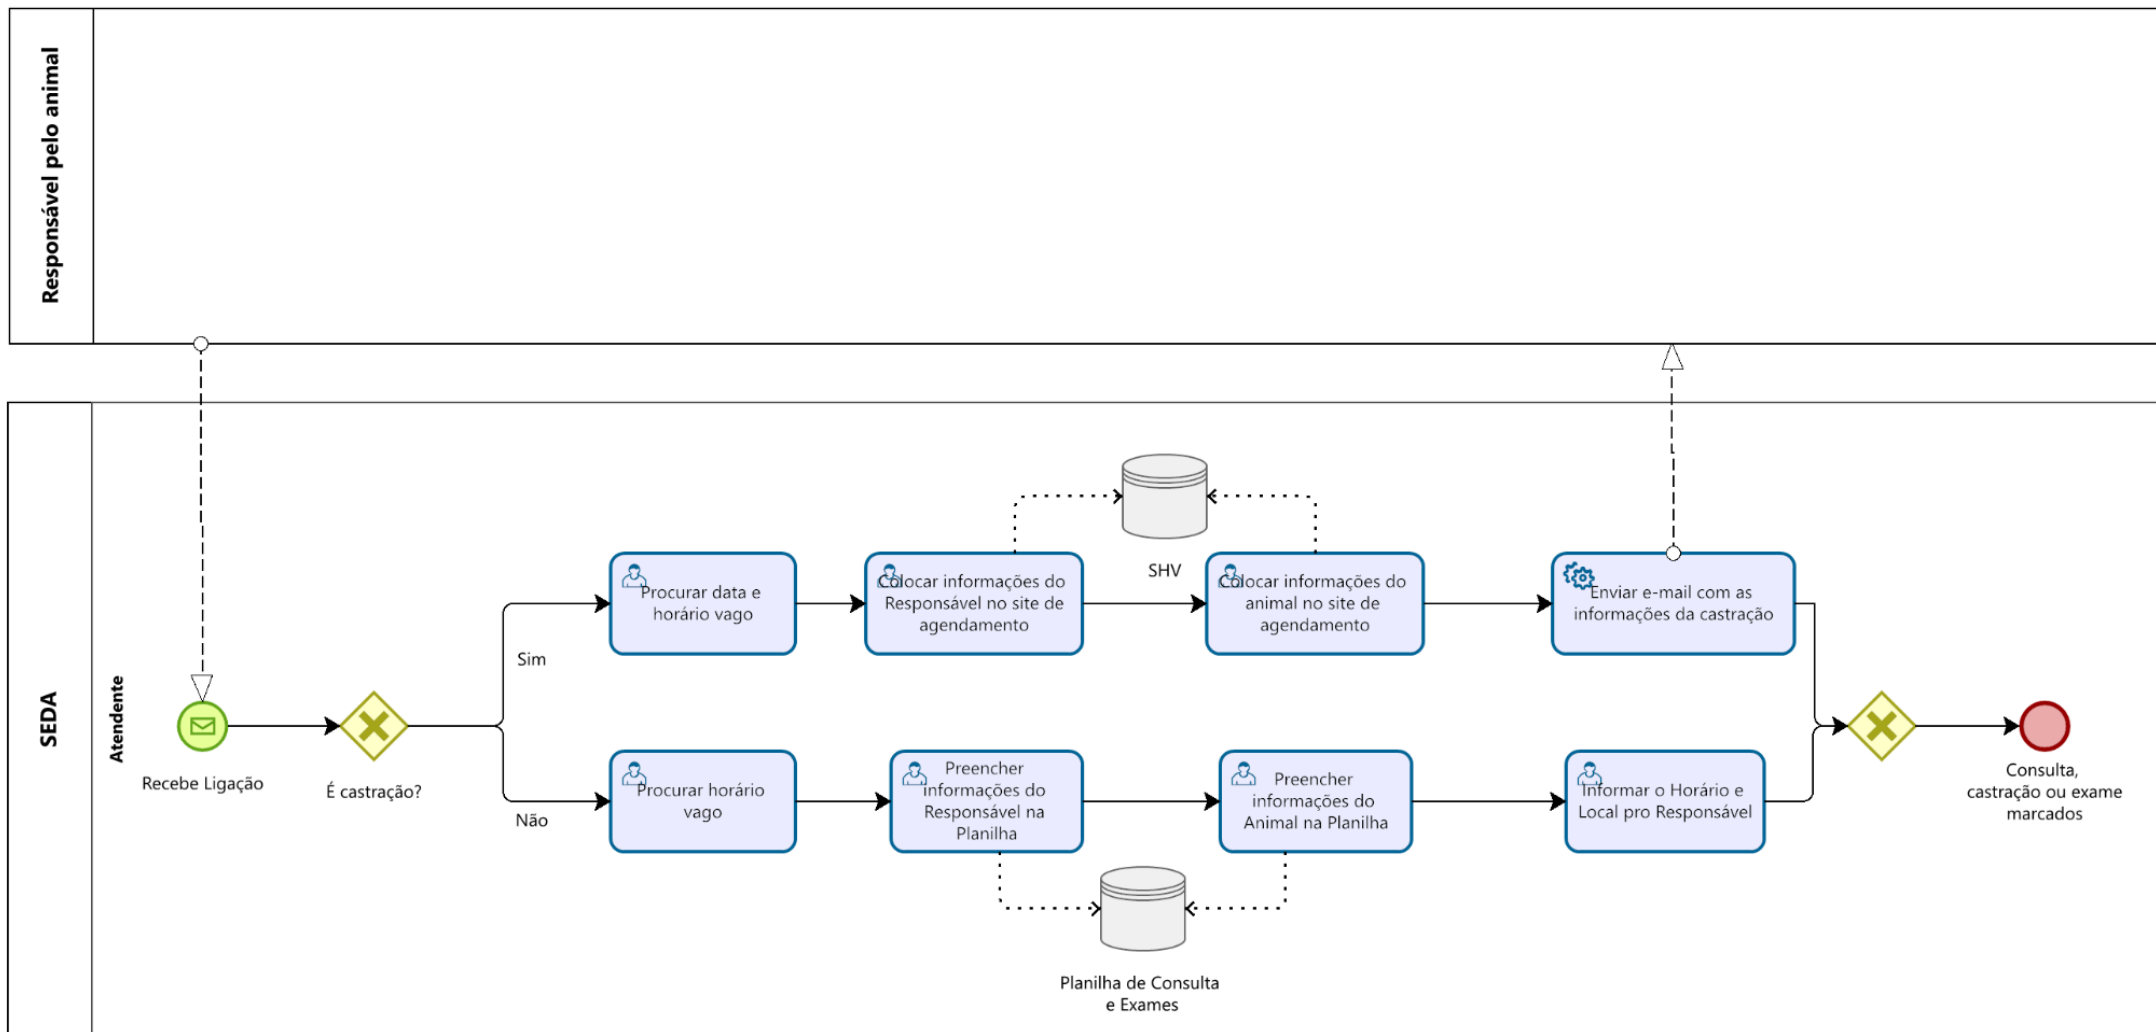 Responsável pelo animal
SEDA
Atendente
Recebe Ligação
É castração?
Sim
Não
Procurar data e
horário vago
Colocar informações do
Responsável no site de
agendamento
SHV
Colocar informações do
animal no site de
agendamento
Enviar e-mail com as
informações da castração
Procurar horário
vago
Preencher
informações do
Responsável na
Planilha
Preencher
informações do
Animal na Planilha
Informar o Horário e
Local pro Responsável
Planilha de Consulta
e Exames
Consulta,
castração ou exame
marcados